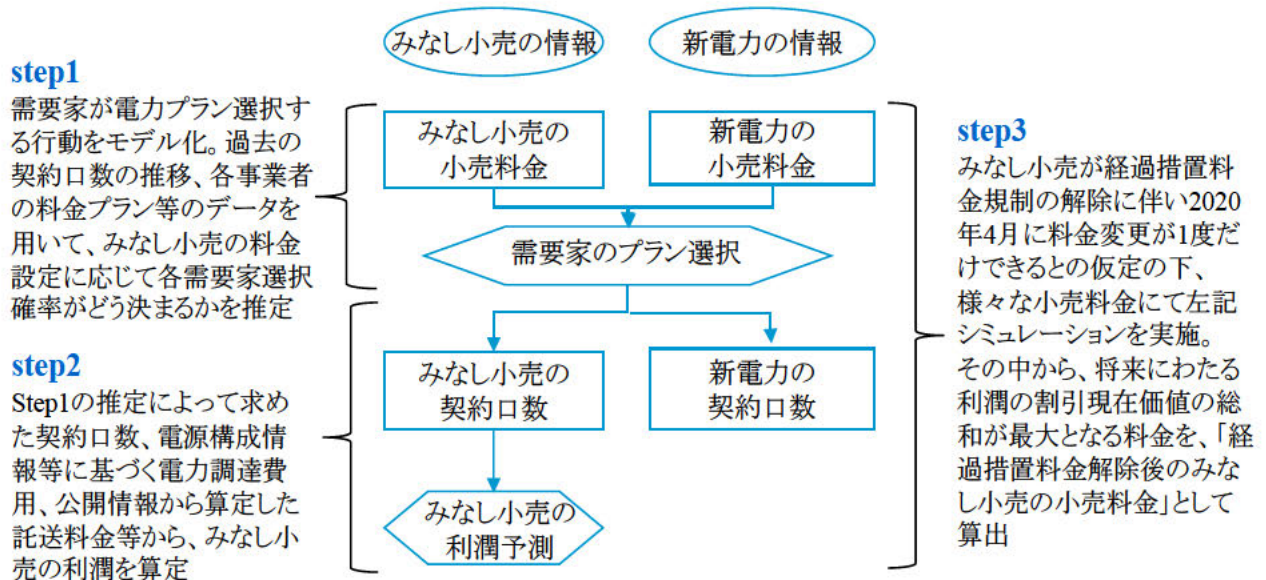 みなし小売の情報
新電力の情報
step1
需要家が電力プラン選択す
る行動をモデル化。過去の
契約口数の推移、各事業者
の料金プラン等のデータを
用いて、みなし小売の料金
設定に応じて各需要家選択
確率がどう決まるかを推定
みなし小売の
小売料金
新電力の
小売料金
需要家のプラン選択
step2
Step1の推定によって求め
た契約口数、電源構成情
報等に基づく電力調達費
用、公開情報から算定した
託送料金等から、みなし小
売の利潤を算定
みなし小売の
契約口数
新電力の
契約口数
みなし小売の
利潤予測
step3
みなし小売が経過措置料
金規制の解除に伴い2020
年4月に料金変更が1度だ
けできるとの仮定の下、
様々な小売料金にて左記
シミュレーションを実施。
その中から、将来にわたる
利潤の割引現在価値の総
和が最大となる料金を、「経
過措置料金解除後のみな
し小売の小売料金」として
算出